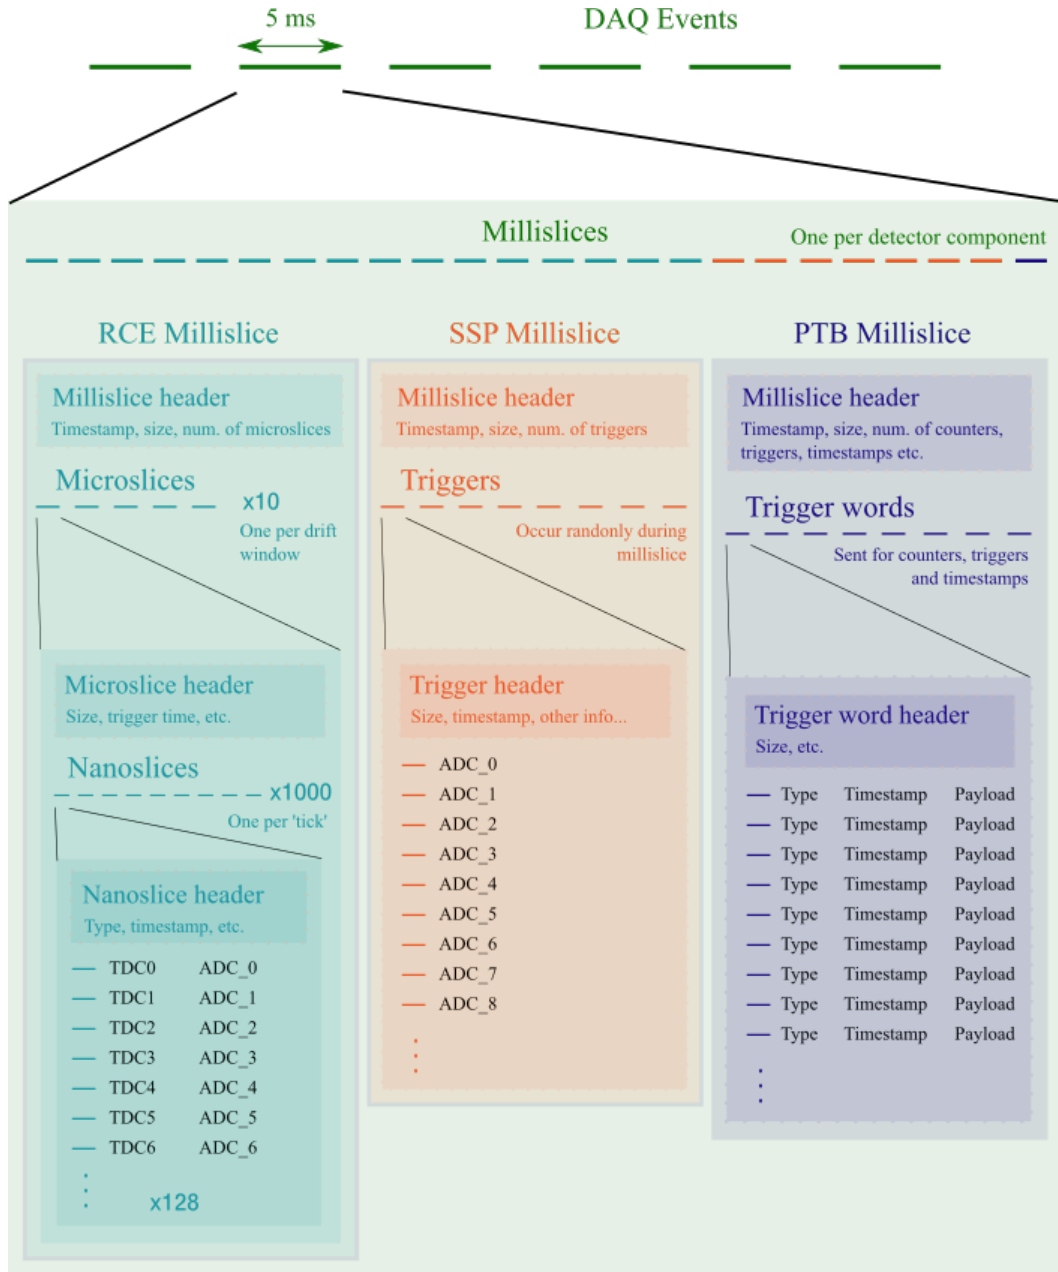 5 ms
DAQ Events
Millislices
One per detector component
RCE Millislice
Millislice header
Timestamp, size, num. of microslices
Microslices
x10
One per drift
window
Microslice header
Size, trigger time, etc.
Nanoslices
x1000
One per 'tick'
Nanoslice header
Type, timestamp, etc.
TDC0 ADC_0
TDC1 ADC_1
TDC2 ADC_2
TDC3 ADC_3
TDC4 ADC_4
TDC5 ADC_5
TDC6 ADC_6
x128
SSP Millislice
Millislice header
Timestamp, size, num. of triggers
Triggers
Occur randonly during
millislice
Trigger header
Size, timestamp, other info...
ADC_0
ADC_1
ADC_2
ADC_3
ADC_4
ADC_5
ADC_6
ADC_7
ADC_8
PTB Millislice
Millislice header
Timestamp, size, num. of counters,
triggers, timestamps etc.
Trigger words
Sent for counters, triggers
and timestamps
Trigger word header
Size, etc.
Type Timestamp Payload
Type Timestamp Payload
Type Timestamp Payload
Type Timestamp Payload
Type Timestamp Payload
Type Timestamp Payload
Type Timestamp Payload
Type Timestamp Payload
Type Timestamp Payload